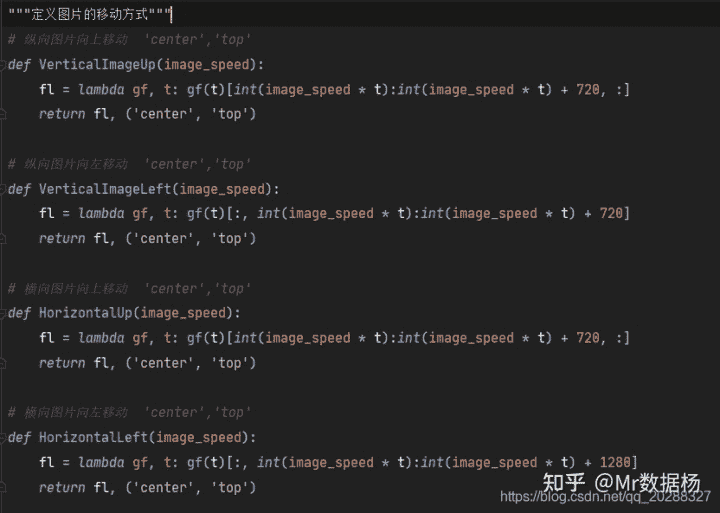 """定义图片的移动方式"""
# 纵向图片向上移动  'center','top'
def VerticalImageUp(image_speed):
    fl = lambda gf, t: gf(t)[int(image_speed * t):int(image_speed * t) + 720, :]
    return fl, ('center', 'top')
# 纵向图片向左移动  'center','top'
def VerticalImageLeft(image_speed):
    fl = lambda gf, t: gf(t)[:, int(image_speed * t):int(image_speed * t) + 720]
    return fl, ('center', 'top')
# 横向图片向上移动  'center','top'
def HorizontalUp(image_speed):
    fl = lambda gf, t: gf(t)[int(image_speed * t):int(image_speed * t) + 720, :]
    return fl, ('center', 'top')
# 横向图片向左移动  'center','top'
def HorizontalLeft(image_speed):
    fl = lambda gf, t: gf(t)[:, int(image_speed * t):int(image_speed * t) + 1280]
    return fl, ('center', 'top')
知乎 @Mr数据杨
https://blog.csdn.net/qq_20288327